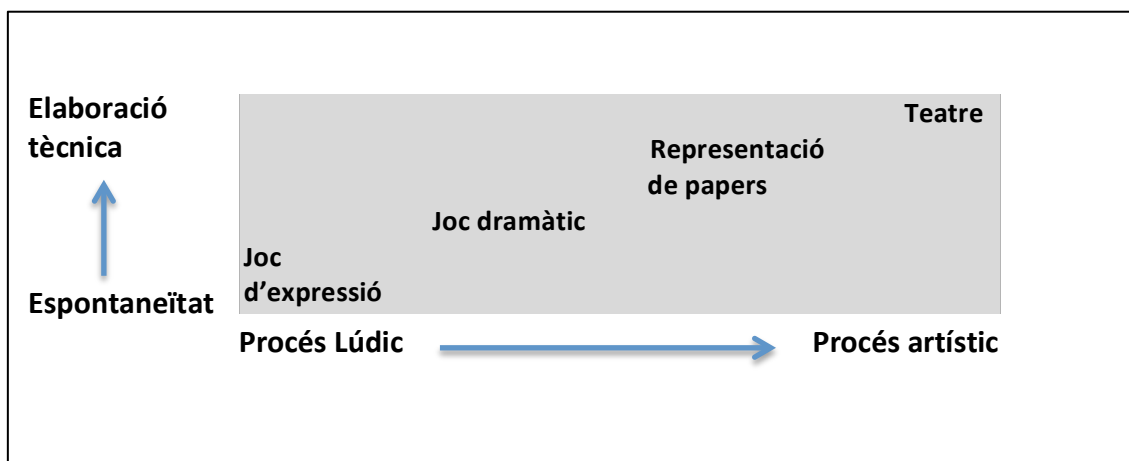 Elaboració
tècnica
Teatre
Representació
de papers
Joc dramàtic
Joc
d’expressió
Espontaneïtat
Procés Lúdic
Procés artístic